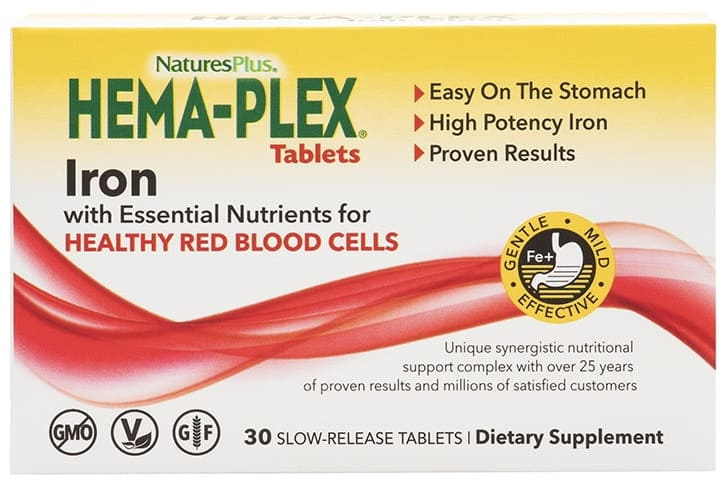 NaturesPlus®
HEMA-PLEX®
Tablets
Iron
with Essential Nutrients for
HEALTHY RED BLOOD CELLS
Easy On The Stomach
High Potency Iron
Proven Results
GENTLE • MILD • EFFECTIVE •
Fe+
Unique synergistic nutritional
support complex with over 25 years
of proven results and millions of satisfied customers
GMO
V
GF
30 SLOW-RELEASE TABLETS | Dietary Supplement